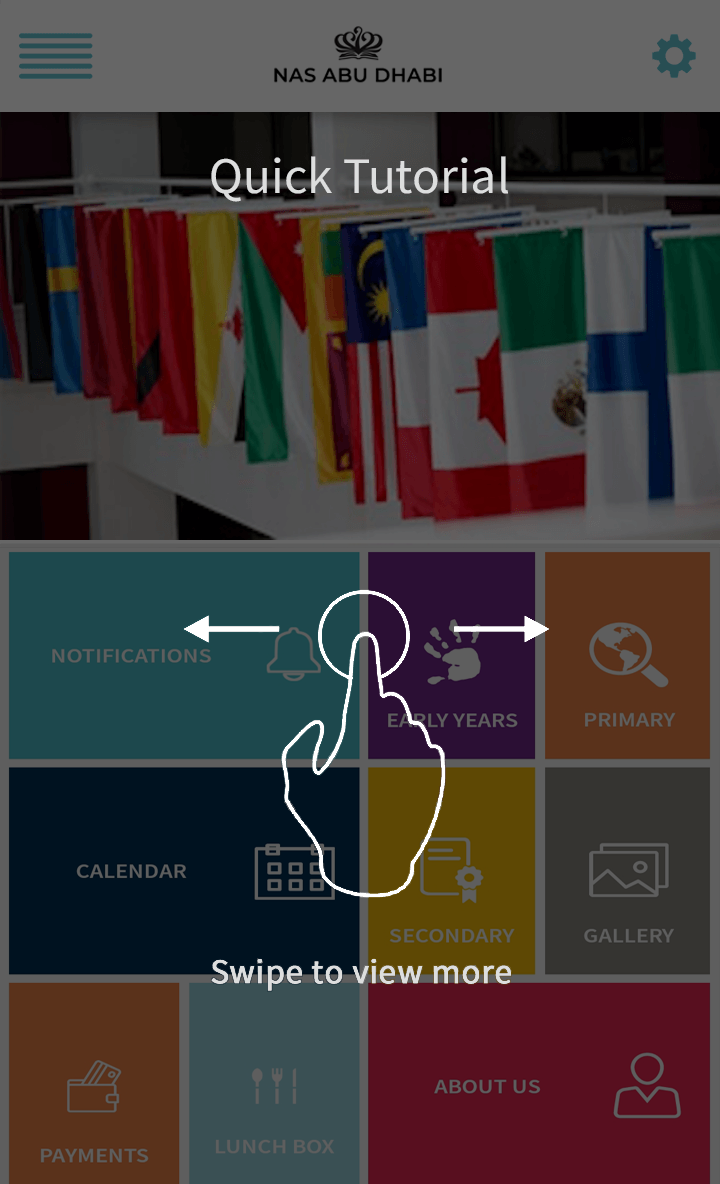 NAS ABU DHABI
Quick Tutorial
NOTIFICATIONS
EARLY YEARS
PRIMARY
CALENDAR
SECONDARY
GALLERY
Swipe to view more
PAYMENTS
LUNCH BOX
ABOUT US